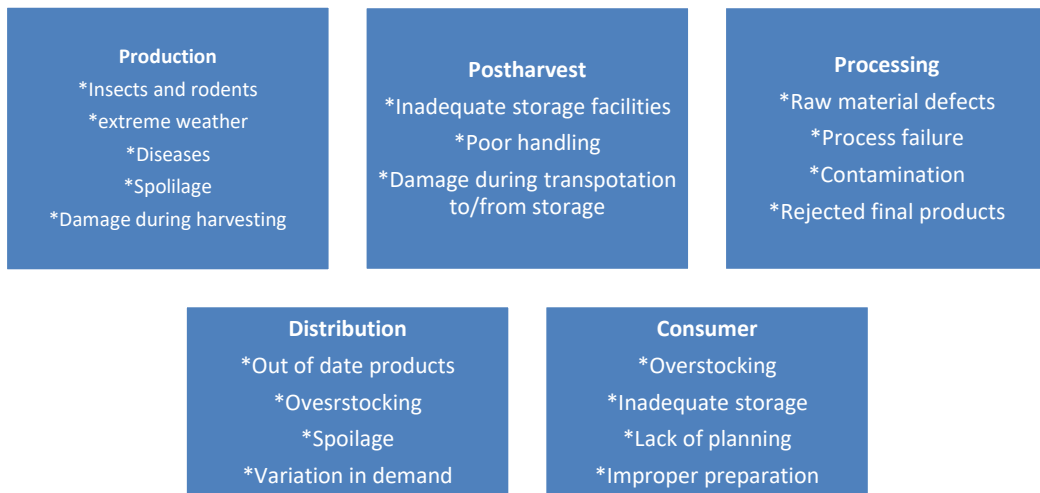 Production
*Insects and rodents
*extreme weather
*Diseases
*Spolilage
*Damage during harvesting
Postharvest
*Inadequate storage facilities
*Poor handling
*Damage during transpotation
to/from storage
Processing
*Raw material defects
*Process failure
*Contamination
*Rejected final products
Distribution
*Out of date products
*Ovesrstocking
*Spoilage
*Variation in demand
Consumer
*Overstocking
*Inadequate storage
*Lack of planning
*Improper preparation